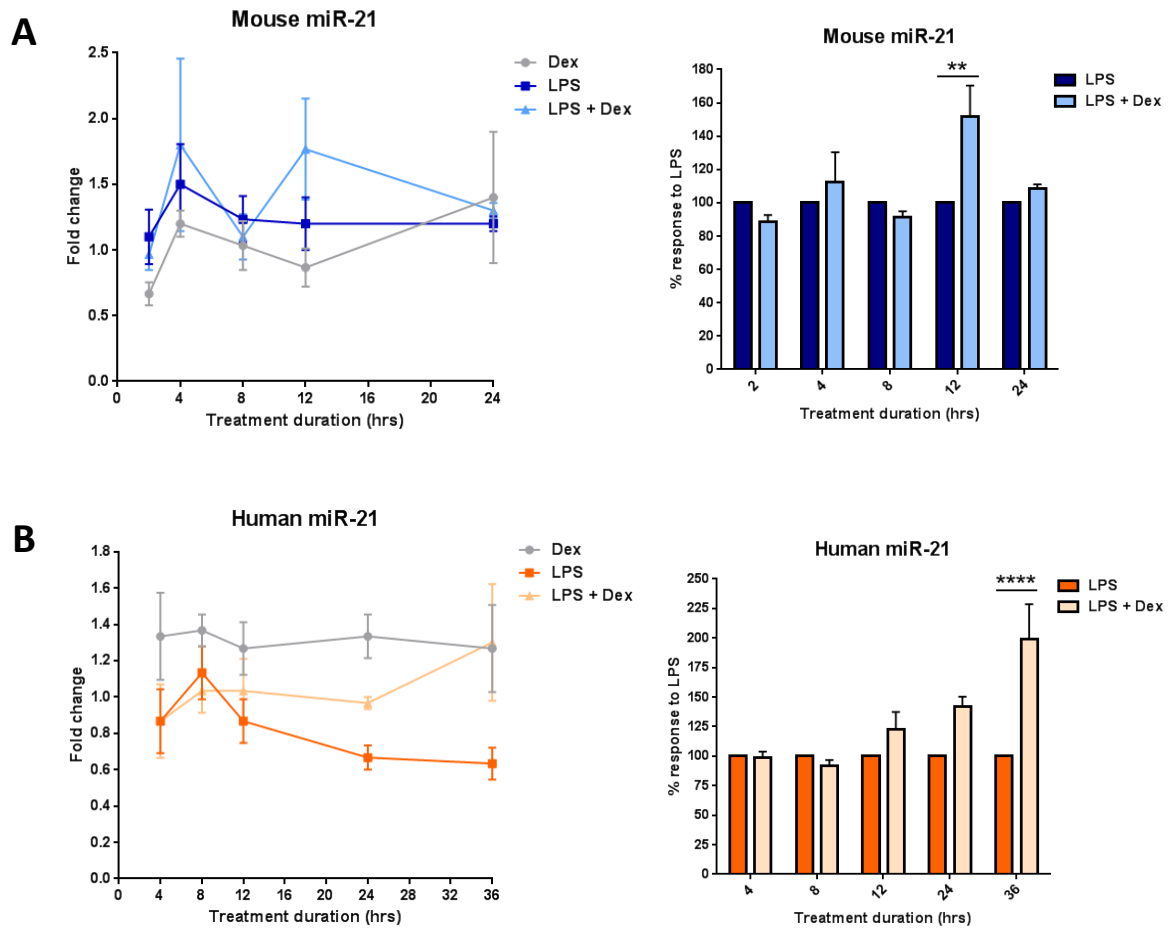 A
Mouse miR-21
Dex
LPS
LPS + Dex
Fold change
2.5
2.0
1.5
1.0
0.5
0.0
0 4 8 12 16 20 24
Treatment duration (hrs)
Mouse miR-21
**
LPS
LPS + Dex
% response to LPS
180
160
140
120
100
80
60
40
20
0
2 4 8 12 24
Treatment duration (hrs)
B
Human miR-21
Dex
LPS
LPS + Dex
Fold change
1.8
1.6
1.4
1.2
1.0
0.8
0.6
0.4
0.2
0.0
0 4 8 12 16 20 24 28 32 36
Treatment duration (hrs)
Human miR-21
****
LPS
LPS + Dex
% response to LPS
250
225
200
175
150
125
100
75
50
25
0
4 8 12 24 36
Treatment duration (hrs)